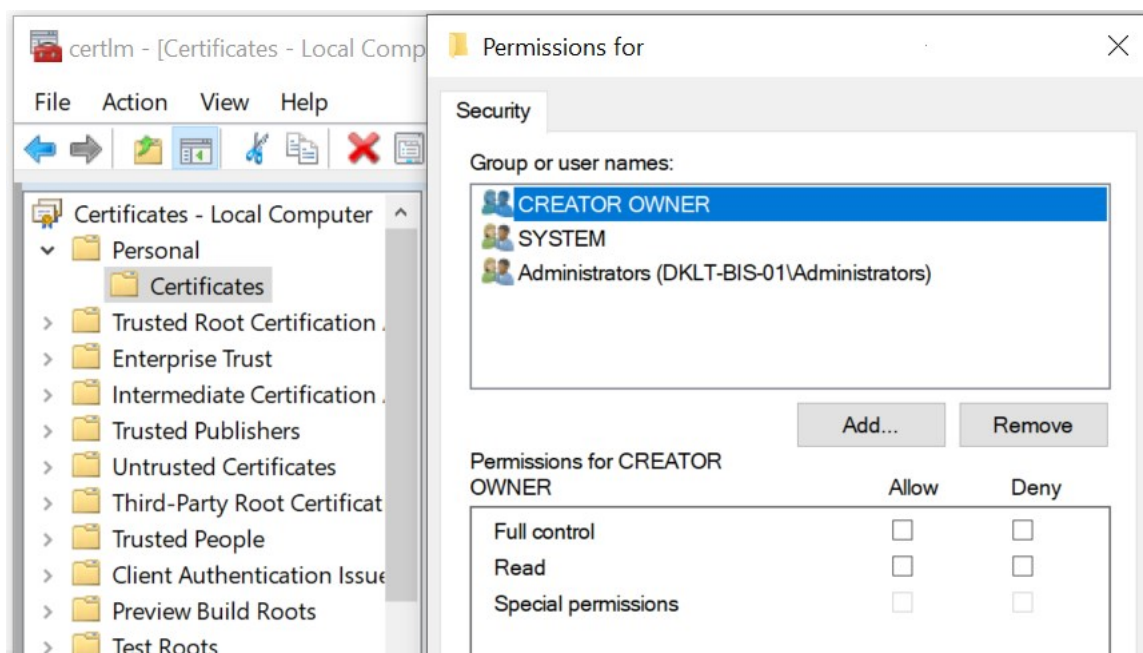 certlm - [Certificates - Local Comp
File Action View Help
Certificates - Local Computer
Personal
Certificates
Trusted Root Certification
Enterprise Trust
Intermediate Certification
Trusted Publishers
Untrusted Certificates
Third-Party Root Certificat
Trusted People
Client Authentication Issue
Preview Build Roots
Test Roots
Permissions for
Security
Group or user names:
CREATOR OWNER
SYSTEM
Administrators (DKLT-BIS-01\Administrators)
Add... Remove
Permissions for CREATOR
OWNER Allow Deny
Full control
Read
Special permissions